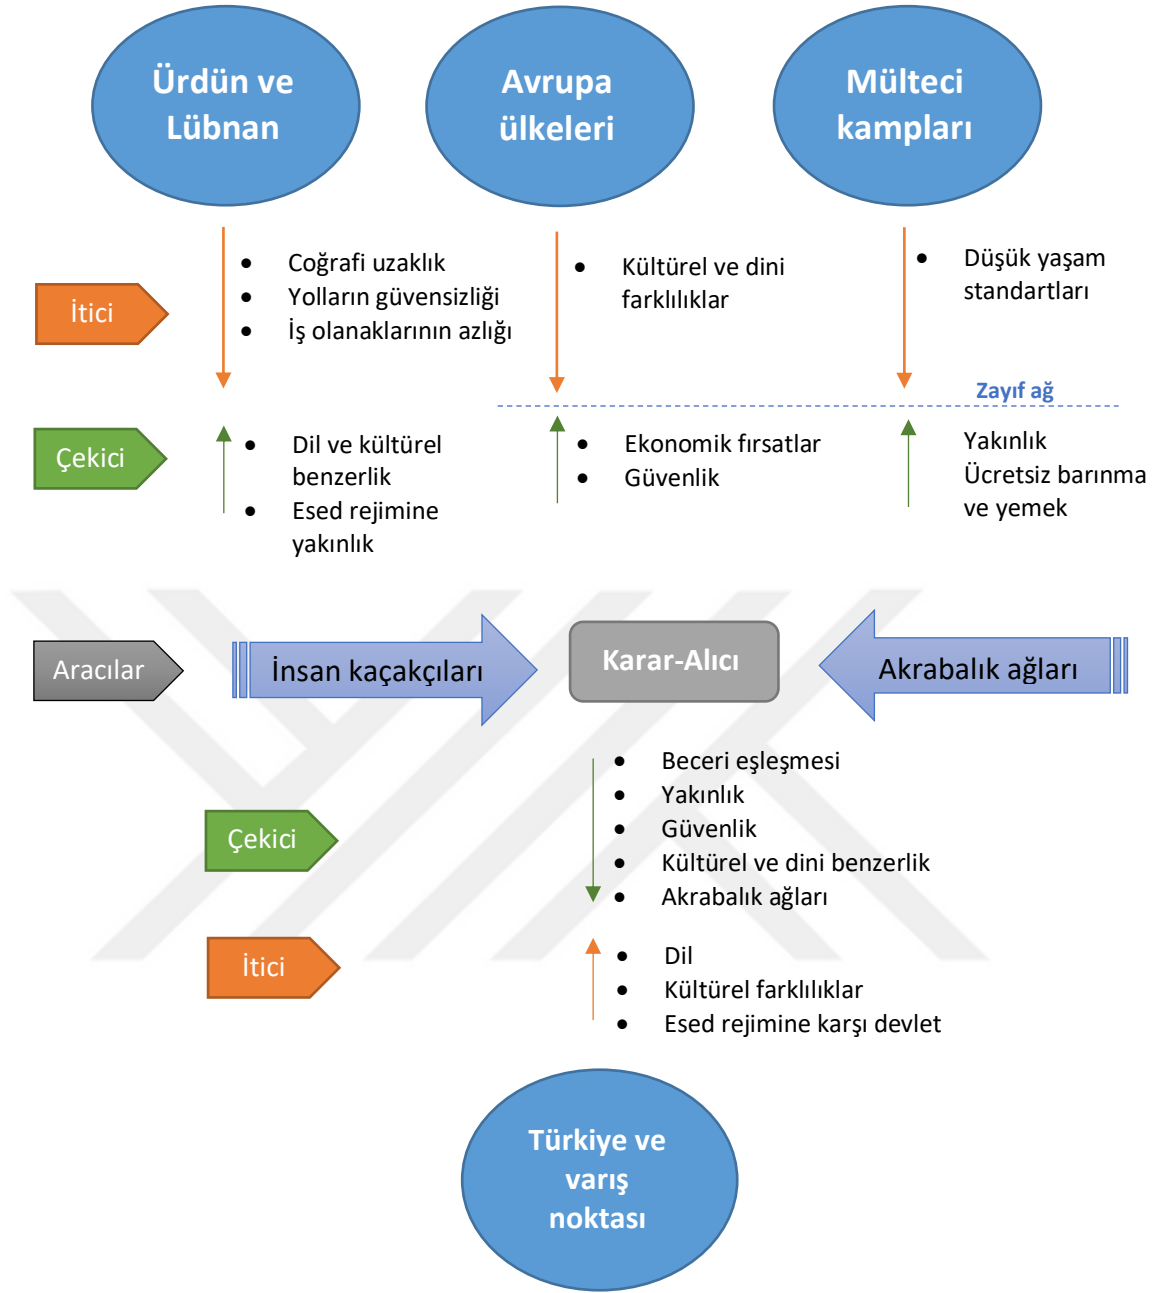 Ürdün ve
Lübnan
Avrupa
ülkeleri
Mülteci
kampları
İtici
• Coğrafi uzaklık
• Yolların güvensizliği
• İş olanaklarının azlığı
• Kültürel ve dini
farklılıklar
• Düşük yaşam
standartları
Zayıf ağ
Çekici
• Dil ve kültürel
benzerlik
• Esed rejimine
yakınlık
• Ekonomik fırsatlar
• Güvenlik
Yakınlık
Ücretsiz barınma
ve yemek
Aracılar
İnsan kaçakçıları
Karar-Alıcı
Akrabalık ağları
Çekici
• Beceri eşleşmesi
• Yakınlık
• Güvenlik
• Kültürel ve dini benzerlik
• Akrabalık ağları
İtici
• Dil
• Kültürel farklılıklar
• Esed rejimine karşı devlet
Türkiye ve
varış
noktası